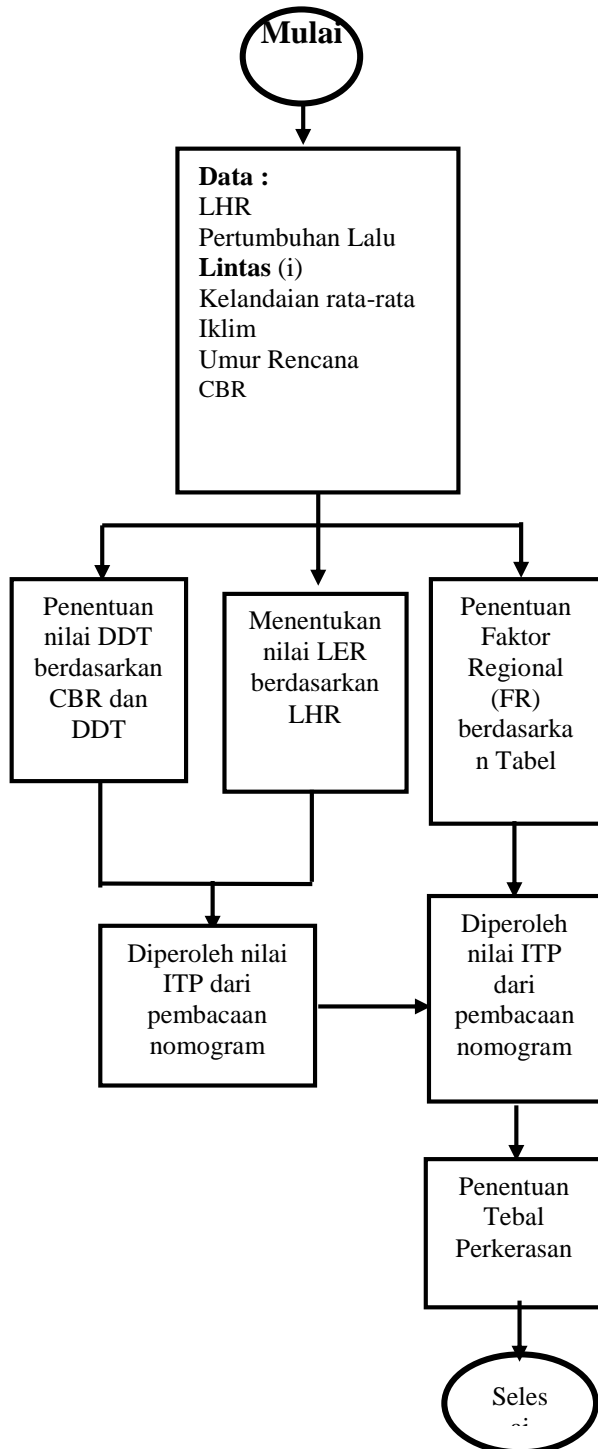 Mulai
Data :
LHR
Pertumbuhan Lalu
Lintas (i)
Kelandaian rata-rata
Iklim
Umur Rencana
CBR
Penentuan
nilai DDT
berdasarkan
CBR dan
DDT
Menentukan
nilai LER
berdasarkan
LHR
Penentuan
Faktor
Regional
(FR)
berdasarka
n Tabel
Diperoleh nilai
ITP dari
pembacaan
nomogram
Diperoleh
nilai ITP
dari
pembacaan
nomogram
Penentuan
Tebal
Perkerasan
Seles
ai